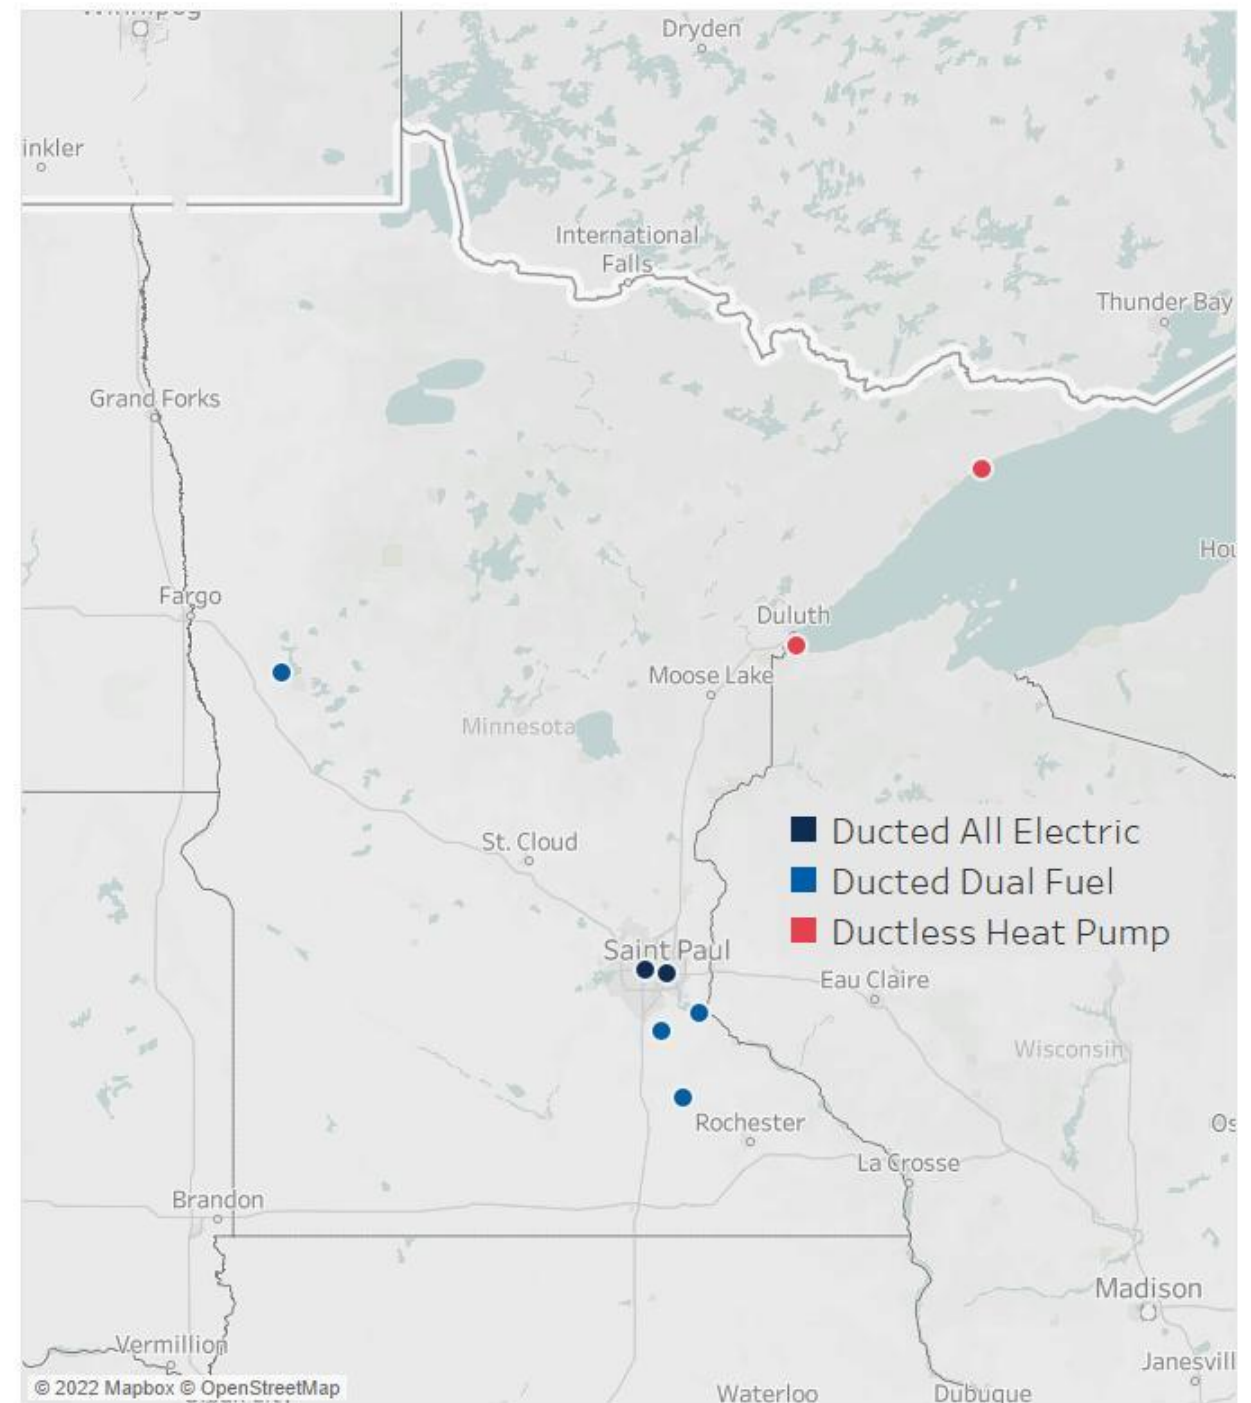 Dryden
inkler
International
Falls
Thunder Bay
Grand Forks
Hou
Fargo
Duluth
Moose Lake
Minnesota
Ducted All Electric
St. Cloud
Ducted Dual Fuel
Ductless Heat Pump
Saint Paul
Eau Claire
Wisconsin
Rochester
Os
La Crosse
Brandon
Madison
Vermillion
Janesvill
© 2022 Mapbox © OpenStreetMap
Waterloo
Dubuque